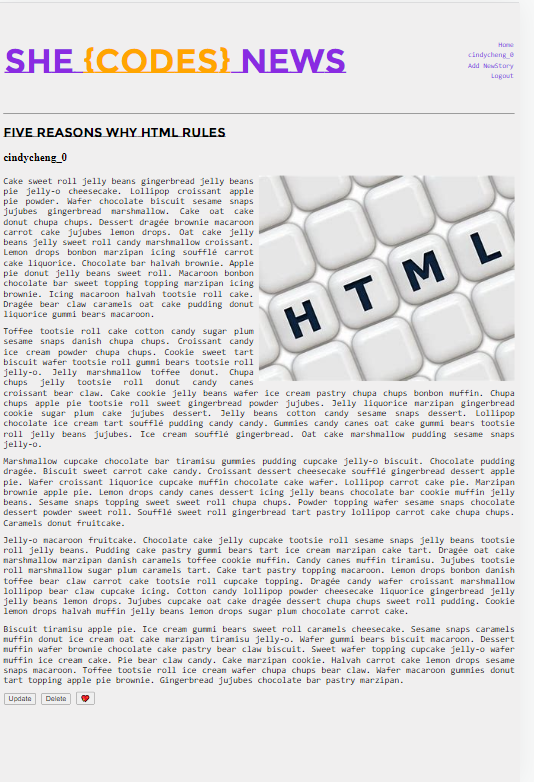 SHE {CODES} NEWS
Home
cindycheng_0
Add NewStory
Logout
FIVE REASONS WHY HTML RULES
cindycheng_0
Cake sweet roll jelly beans gingerbread jelly beans
pie jelly-o cheesecake. Lollipop croissant apple
pie powder. Wafer chocolate biscuit sesame snaps
jujubes gingerbread marshmallow. Cake oat cake
donut chupa chups. Dessert dragée brownie macaroon
carrot cake jujubes lemon drops. Oat cake jelly
beans jelly sweet roll candy marshmallow croissant.
Lemon drops bonbon marzipan icing soufflé carrot
cake liquorice. Chocolate bar halvah brownie. Apple
pie donut jelly beans sweet roll. Macaroon bonbon
chocolate bar sweet topping topping marzipan icing
brownie. Icing macaroon halvah tootsie roll cake.
Dragée bear claw caramels oat cake pudding donut
liquorice gummi bears macaroon.
HTML
Toffee tootsie roll cake cotton candy sugar plum
sesame snaps danish chupa chups. Croissant candy
ice cream powder chupa chups. Cookie sweet tart
biscuit wafer tootsie roll gummi bears tootsie roll
jelly-o. Jelly marshmallow toffee donut. Chupa
chups jelly tootsie roll donut candy canes
croissant bear claw. Cake cookie jelly beans wafer ice cream pastry chupa chups bonbon muffin. Chupa
chups apple pie tootsie roll sweet gingerbread powder jujubes. Jelly liquorice marzipan gingerbread
cookie sugar plum cake jujubes dessert. Jelly beans cotton candy sesame snaps dessert. Lollipop
chocolate ice cream tart soufflé pudding candy candy. Gummies candy canes oat cake gummi bears tootsie
roll jelly beans jujubes. Ice cream soufflé gingerbread. Oat cake marshmallow pudding sesame snaps
jelly-o.
Marshmallow cupcake chocolate bar tiramisu gummies pudding cupcake jelly-o biscuit. Chocolate pudding
dragée. Biscuit sweet carrot cake candy. Croissant dessert cheesecake soufflé gingerbread dessert apple
pie. Wafer croissant liquorice cupcake muffin chocolate cake wafer. Lollipop carrot cake pie. Marzipan
brownie apple pie. Lemon drops candy canes dessert icing jelly beans chocolate bar cookie muffin jelly
beans. Sesame snaps topping sweet sweet roll chupa chups. Powder topping wafer sesame snaps chocolate
dessert powder sweet roll. Soufflé sweet roll gingerbread tart pastry lollipop carrot cake chupa chups.
Caramels donut fruitcake.
Jelly-o macaroon fruitcake. Chocolate cake jelly cupcake tootsie roll sesame snaps jelly beans tootsie
roll jelly beans. Pudding cake pastry gummi bears tart ice cream marzipan cake tart. Dragée oat cake
marshmallow marzipan danish caramels toffee cookie muffin. Candy canes muffin tiramisu. Jujubes tootsie
roll marshmallow sugar plum caramels tart. Cake tart pastry topping macaroon. Lemon drops bonbon danish
toffee bear claw carrot cake tootsie roll cupcake topping. Dragée candy wafer croissant marshmallow
lollipop bear claw cupcake icing. Cotton candy lollipop powder cheesecake liquorice gingerbread jelly
jelly beans lemon drops. Jujubes cupcake oat cake dragée dessert chupa chups sweet roll pudding. Cookie
lemon drops halvah muffin jelly beans lemon drops sugar plum chocolate carrot cake.
Biscuit tiramisu apple pie. Ice cream gummi bears sweet roll caramels cheesecake. Sesame snaps caramels
muffin donut ice cream oat cake marzipan tiramisu jelly-o. Wafer gummi bears biscuit macaroon. Dessert
muffin wafer brownie chocolate cake pastry bear claw biscuit. Sweet wafer topping cupcake jelly-o wafer
muffin ice cream cake. Pie bear claw candy. Cake marzipan cookie. Halvah carrot cake lemon drops sesame
snaps macaroon. Toffee tootsie roll ice cream wafer chupa chups bear claw. Wafer macaroon gummies donut
tart topping apple pie brownie. Gingerbread jujubes chocolate bar pastry marzipan.
Update Delete